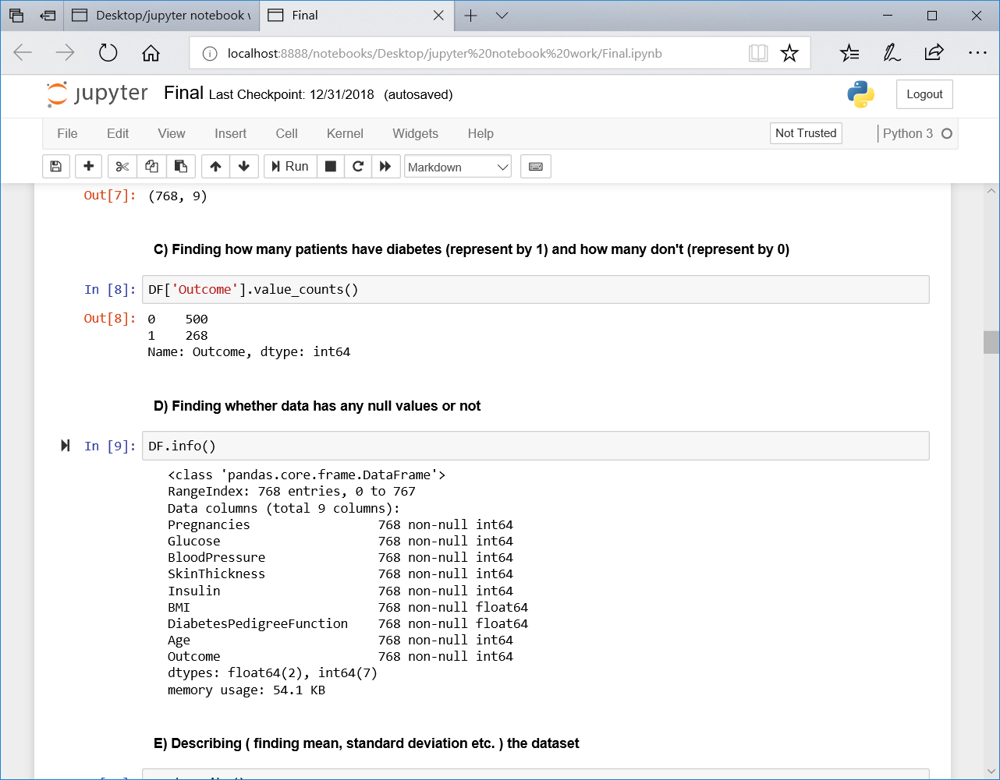 Desktop/jupyter notebook
Final
localhost:8888/notebooks/Desktop/jupyter%20notebook%20work/Final.ipynb
jupyter Final Last Checkpoint: 12/31/2018 (autosaved)
Logout
File Edit View Insert Cell Kernel Widgets Help
Not Trusted
Python 3
Run
Markdown
Out[7]: (768, 9)
C) Finding how many patients have diabetes (represent by 1) and how many don't (represent by 0)
In [8]: DF['Outcome'].value_counts()
Out[8]: 0    500
1    268
Name: Outcome, dtype: int64
D) Finding whether data has any null values or not
In [9]: DF.info()
<class 'pandas.core.frame.DataFrame'>
RangeIndex: 768 entries, 0 to 767
Data columns (total 9 columns):
Pregnancies                 768 non-null int64
Glucose                     768 non-null int64
BloodPressure               768 non-null int64
SkinThickness               768 non-null int64
Insulin                     768 non-null int64
BMI                         768 non-null float64
DiabetesPedigreeFunction    768 non-null float64
Age                         768 non-null int64
Outcome                     768 non-null int64
dtypes: float64(2), int64(7)
memory usage: 54.1 KB
E) Describing ( finding mean, standard deviation etc. ) the dataset